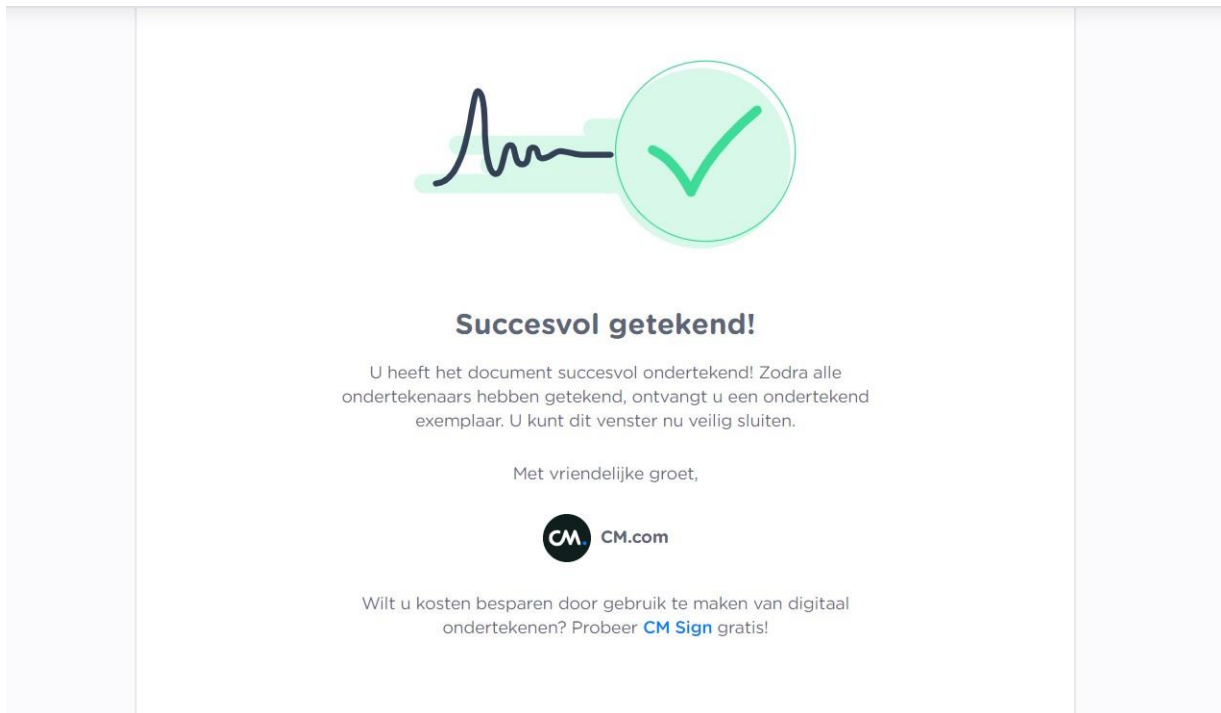 Succesvol getekend!
U heeft het document succesvol ondertekend! Zodra alle
ondertekenaars hebben getekend, ontvangt u een ondertekend
exemplaar. U kunt dit venster nu veilig sluiten.
Met vriendelijke groet,
CM. CM.com
Wilt u kosten besparen door gebruik te maken van digitaal
ondertekenen? Probeer CM Sign gratis!